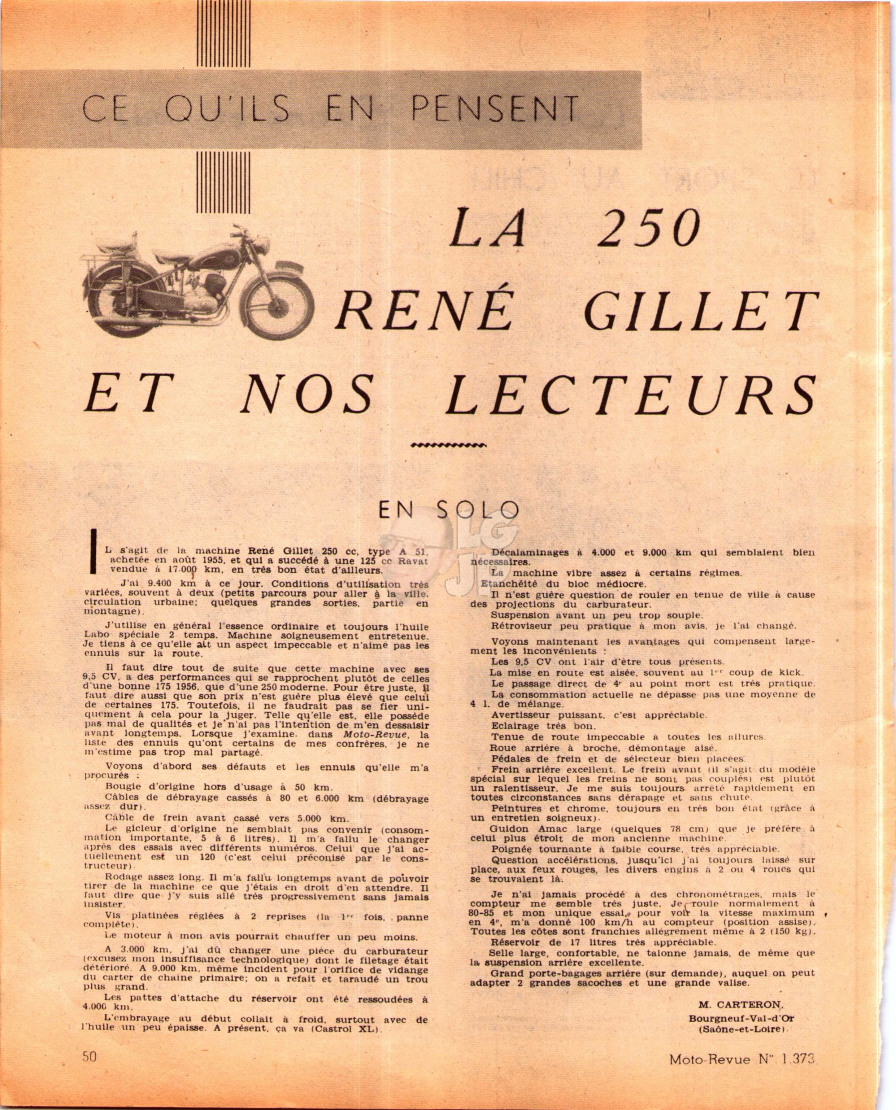 CE QU'ILS EN PENSENT
LA 250
RENÉ GILLET
ET NOS LECTEURS
EN SOLO
IL s'agit de la machine René Gillet 250 cc, type A 51,
achetée en août 1955, et qui a succédé à une 125 cc Ravat
vendue à 17.000 km, en très bon état d'ailleurs.
J'ai 9.400 km à ce jour. Conditions d'utilisation très
variées, souvent à deux (petits parcours pour aller à la ville,
circulation urbaine; quelques grandes sorties, partie en
montagne).
J'utilise en général l'essence ordinaire et toujours l'huile
Labo spéciale 2 temps. Machine soigneusement entretenue.
Je tiens à ce qu'elle ait un aspect impeccable et n'aime pas les
ennuis sur la route.
Il faut dire tout de suite que cette machine avec ses
9,5 CV, a des performances qui se rapprochent plutôt de celles
d'une bonne 175 1956, que d'une 250 moderne. Pour être juste, il
faut dire aussi que son prix n'est guère plus élevé que celui
de certaines 175. Toutefois, il ne faudrait pas se fier uni-
quement à cela pour la juger. Telle qu'elle est, elle possède
pas mal de qualités et je n'ai pas l'intention de m'en dessaisir
avant longtemps. Lorsque j'examine, dans Moto-Revue, la
liste des ennuis qu'ont certains de mes confrères, je ne
m'estime pas trop mal partagé.
Voyons d'abord ses défauts et les ennuis qu'elle m'a
procurés :
Bougie d'origine hors d'usage à 50 km.
Câbles de débrayage cassés à 80 et 6.000 km (débrayage
assez dur).
Câble de frein avant cassé vers 5.000 km.
Le gicleur d'origine ne semblait pas convenir (consom-
mation importante, 5 à 6 litres). Il m'a fallu le changer
après des essais avec différents numéros. Celui que j'ai ac-
tuellement est un 120 (c'est celui préconisé par le cons-
tructeur).
Rodage assez long. Il m'a fallu longtemps avant de pouvoir
tirer de la machine ce que j'étais en droit d'en attendre. Il
faut dire que j'y suis allé très progressivement sans jamais
insister.
Vis platinées réglées à 2 reprises (la 1re fois, panne
complète).
Le moteur à mon avis pourrait chauffer un peu moins.
A 3.000 km, j'ai dû changer une pièce du carburateur
(excusez mon insuffisance technologique) dont le filetage était
détérioré. A 9.000 km, même incident pour l'orifice de vidange
du carter de chaîne primaire; on a refait et taraudé un trou
plus grand.
Les pattes d'attache du réservoir ont été ressoudées à
4.000 km.
L'embrayage au début collait à froid, surtout avec de
l'huile un peu épaisse. A présent, ça va (Castrol XL).
Décalaminages à 4.000 et 9.000 km qui semblaient bien
nécessaires.
La machine vibre assez à certains régimes.
Etanchéité du bloc médiocre.
Il n'est guère question de rouler en tenue de ville à cause
des projections du carburateur.
Suspension avant un peu trop souple.
Rétroviseur peu pratique à mon avis, je l'ai changé.
Voyons maintenant les avantages qui compensent large-
ment les inconvénients :
Les 9,5 CV ont l'air d'être tous présents.
La mise en route est aisée, souvent au 1er coup de kick.
Le passage direct de 4e au point mort est très pratique.
La consommation actuelle ne dépasse pas une moyenne de
4 l. de mélange.
Avertisseur puissant, c'est appréciable.
Eclairage très bon.
Tenue de route impeccable à toutes les allures.
Roue arrière à broche, démontage aisé.
Pédales de frein et de sélecteur bien placées.
Frein arrière excellent. Le frein avant (il s'agit du modèle
spécial sur lequel les freins ne sont pas couplés) est plutôt
un ralentisseur. Je me suis toujours arrêté rapidement en
toutes circonstances sans dérapage et sans chute.
Peintures et chrome, toujours en très bon état (grâce à
un entretien soigneux).
Guidon Amac large (quelques 78 cm) que je préfère à
celui plus étroit de mon ancienne machine.
Poignée tournante à faible course, très appréciable.
Question accélérations, jusqu'ici j'ai toujours laissé sur
place, aux feux rouges, les divers engins à 2 ou 4 roues qui
se trouvaient là.
Je n'ai jamais procédé à des chronométrages, mais le
compteur me semble très juste. Je roule normalement à
80-85 et mon unique essai, pour voir la vitesse maximum
en 4e, m'a donné 100 km/h au compteur (position assise).
Toutes les côtes sont franchies allégrement même à 2 (150 kg).
Réservoir de 17 litres très appréciable.
Selle large, confortable, ne talonne jamais, de même que
la suspension arrière excellente.
Grand porte-bagages arrière (sur demande), auquel on peut
adapter 2 grandes sacoches et une grande valise.
M. CARTERON,
Bourgneuf-Val-d'Or
(Saône-et-Loire).
50
Moto-Revue N° 1.373